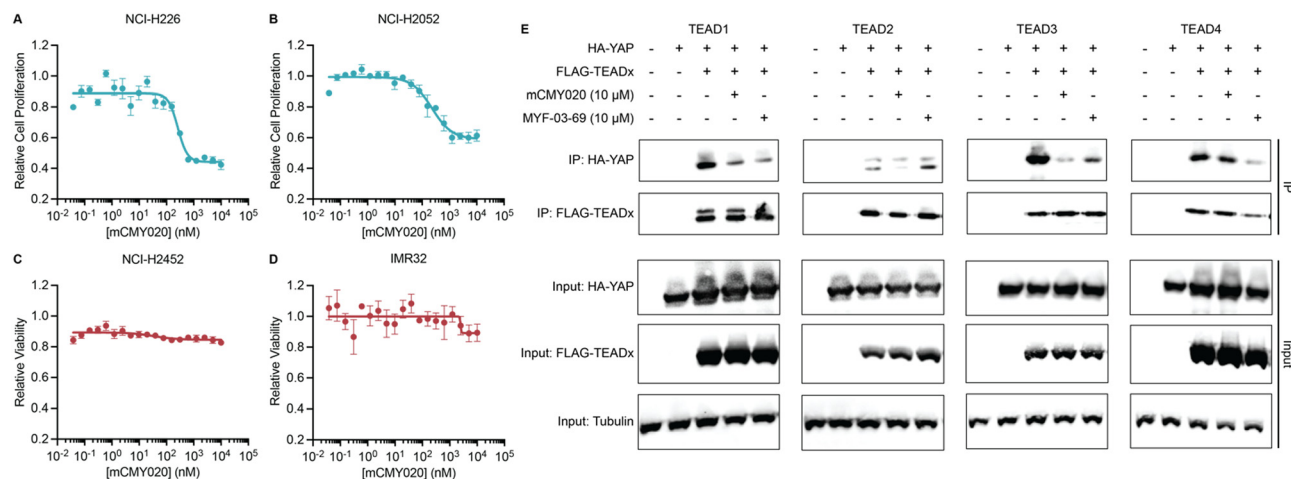 A
NCI-H226
Relative Cell Proliferation
1.2
1.0
0.8
0.6
0.4
0.2
10⁻² 10⁻¹ 10⁰ 10¹ 10² 10³ 10⁴ 10⁵
[mCMY020] (nM)
B
NCI-H2052
Relative Cell Proliferation
1.2
1.0
0.8
0.6
0.4
0.2
10⁻² 10⁻¹ 10⁰ 10¹ 10² 10³ 10⁴ 10⁵
[mCMY020] (nM)
C
NCI-H2452
Relative Viability
1.2
1.0
0.8
0.6
0.4
0.2
10⁻² 10⁻¹ 10⁰ 10¹ 10² 10³ 10⁴ 10⁵
[mCMY020] (nM)
D
IMR32
Relative Viability
1.2
1.0
0.8
0.6
0.4
0.2
10⁻² 10⁻¹ 10⁰ 10¹ 10² 10³ 10⁴ 10⁵
[mCMY020] (nM)
E
TEAD1 TEAD2 TEAD3 TEAD4
HA-YAP - + + + + - + + + + - + + + + - + + + +
FLAG-TEADx - - + + + - - + + + - - + + + - - + + +
mCMY020 (10 µM) - - - + - - - - + - - - - + - - - - + -
MYF-03-69 (10 µM) - - - - + - - - - + - - - - + - - - - +
IP: HA-YAP
IP: FLAG-TEADx
IP
Input: HA-YAP
Input: FLAG-TEADx
Input: Tubulin
Input